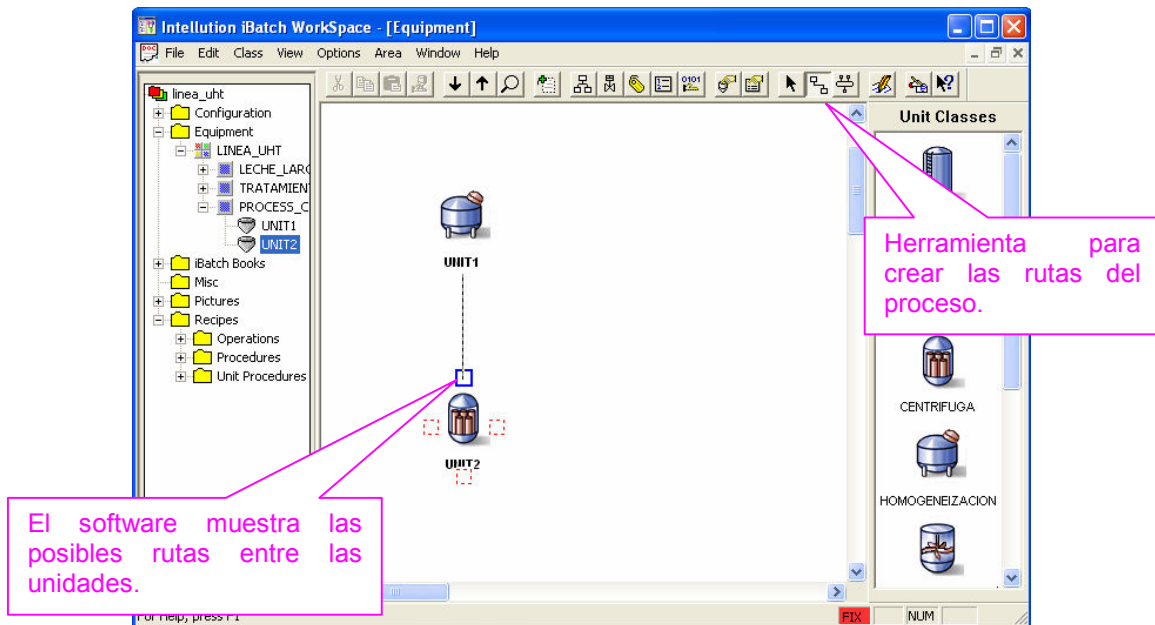 Intellution iBatch WorkSpace - [Equipment]
File Edit Class View Options Area Window Help
linea_uht
Configuration
Equipment
LINEA_UHT
LECHE_LARG
TRATAMIEN
PROCESS_C
UNIT1
UNIT2
iBatch Books
Misc
Pictures
Recipes
Operations
Procedures
Unit Procedures
UNIT1
UNIT2
Unit Classes
CENTRIFUGA
HOMOGENEIZACION
Herramienta para
crear las rutas del
proceso.
El software muestra las
posibles rutas entre las
unidades.
For Help, press F1
FIX NUM